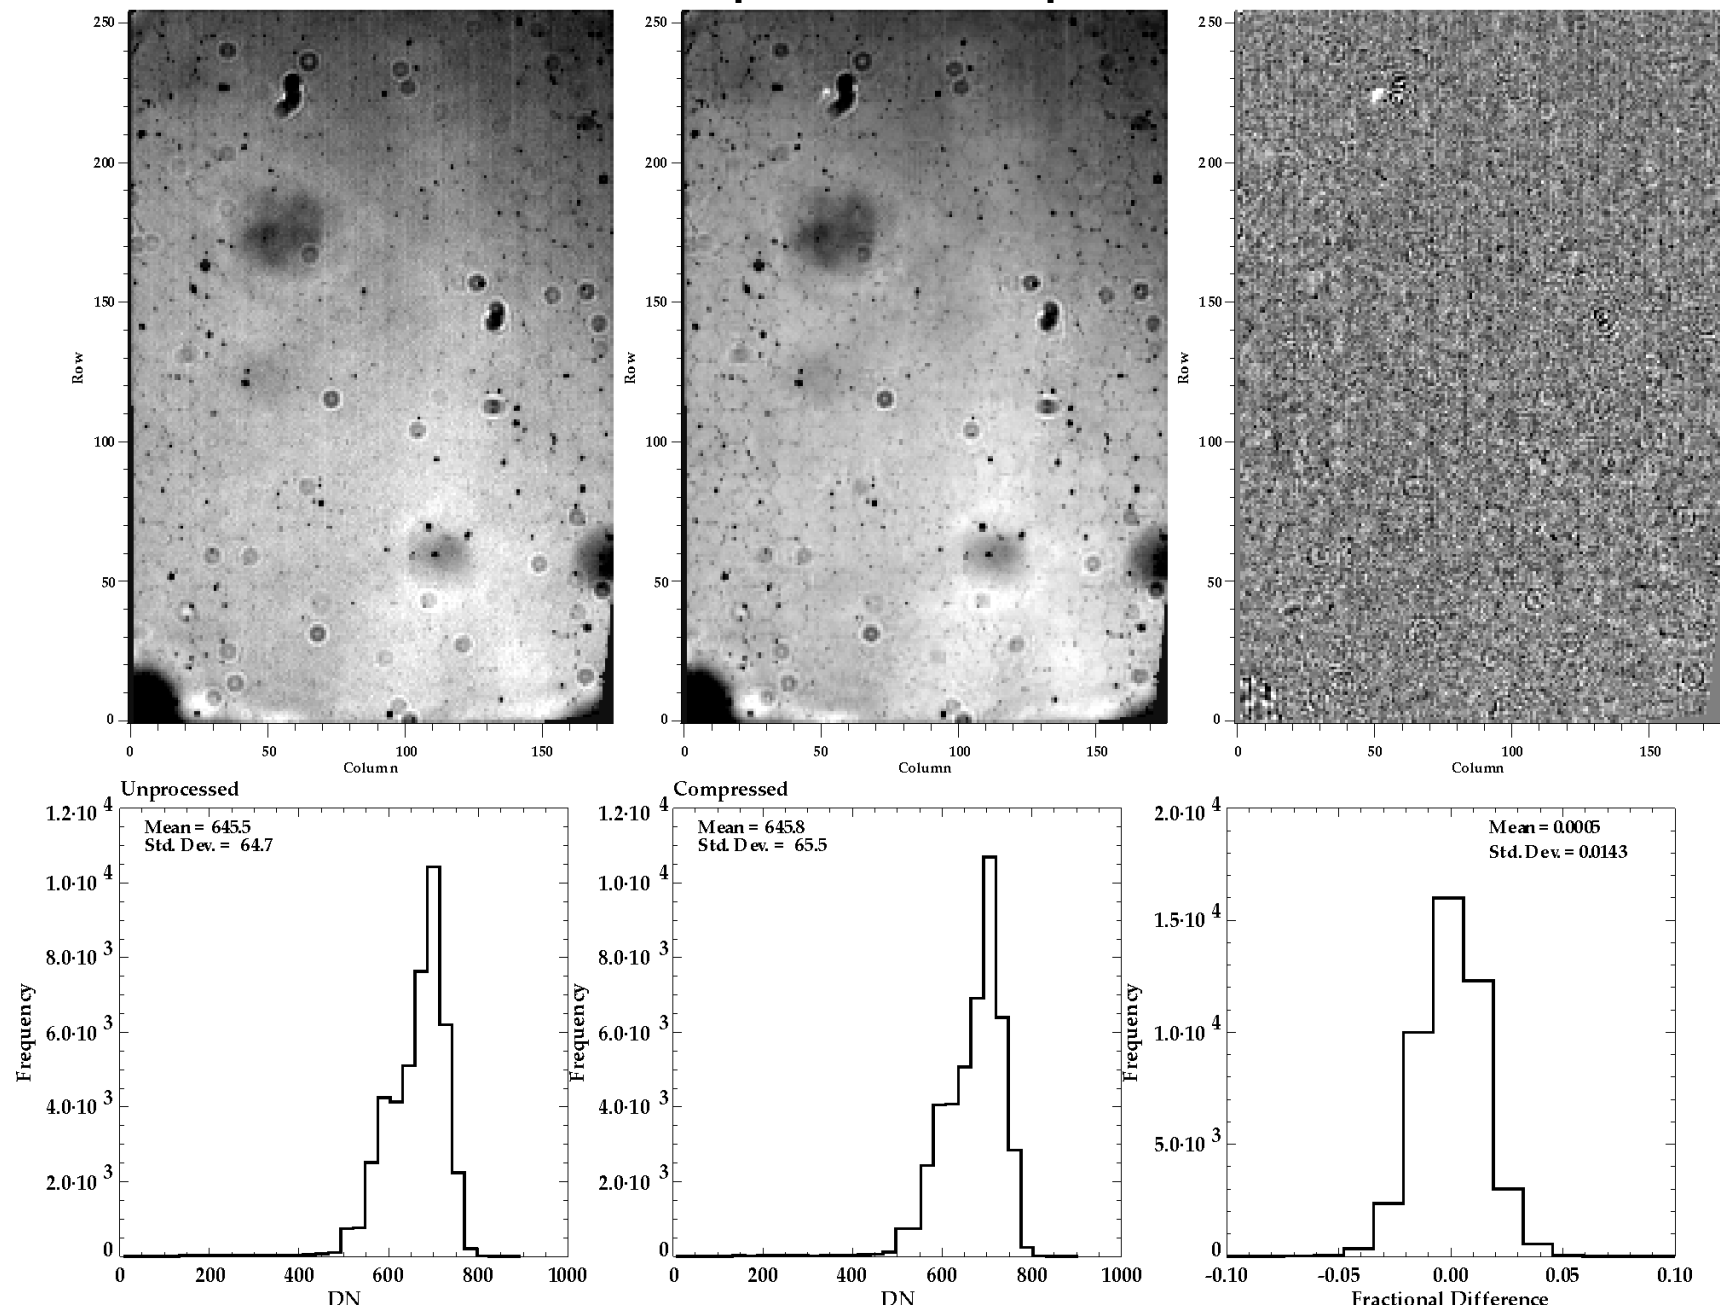 250
200
150
100
50
0
Row
0 50 100 150
Column
250
200
150
100
50
0
Row
0 50 100 150
Column
250
200
150
100
50
0
Row
0 50 100 150
Column
Unprocessed
Mean = 645.5
Std. Dev. = 64.7
1.2·10 4
1.0·10 4
8.0·10 3
6.0·10 3
4.0·10 3
2.0·10 3
0
Frequency
0 200 400 600 800 1000
DN
Compressed
Mean = 645.8
Std. Dev. = 65.5
1.2·10 4
1.0·10 4
8.0·10 3
6.0·10 3
4.0·10 3
2.0·10 3
0
Frequency
0 200 400 600 800 1000
DN
Mean = 0.0005
Std. Dev. = 0.0143
2.0·10 4
1.5·10 4
1.0·10 4
5.0·10 3
0
Frequency
-0.10 -0.05 0.00 0.05 0.10
Fractional Difference